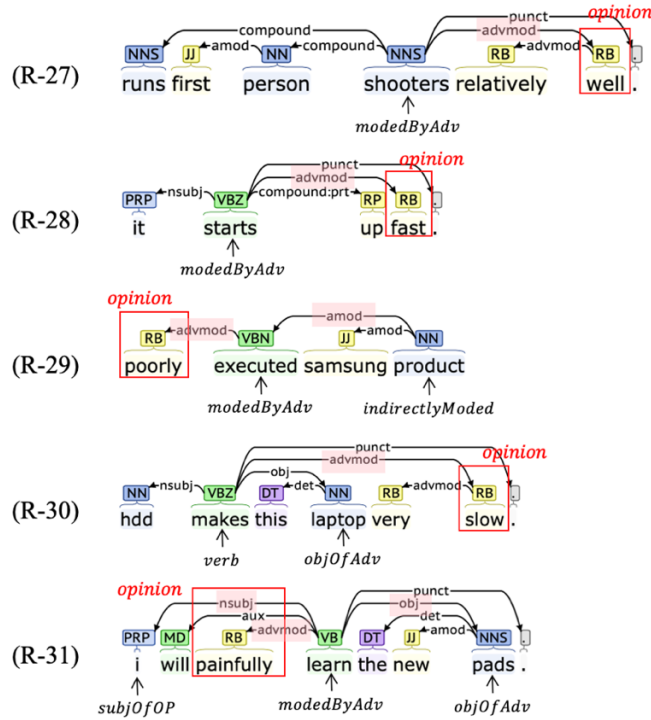 compound punct opinion
amod compound advmod advmod
NNS JJ NN NNS RB RB .
(R-27) runs first person shooters relatively well .
modedByAdv
punct opinion
advmod
nsubj compound:prt
PRP VBZ RP RB .
(R-28) it starts up fast .
modedByAdv
opinion amod
advmod amod
RB VBN JJ NN
(R-29) poorly executed samsung product
modedByAdv indirectlyModed
punct
advmod opinion
obj
nsubj det advmod
NN VBZ DT NN RB RB .
(R-30) hdd makes this laptop very slow .
verb objOfAdv
opinion punct
nsubj obj
aux det
advmod amod
PRP MD RB VB DT JJ NNS .
(R-31) i will painfully learn the new pads .
subjOfOP modedByAdv objOfAdv